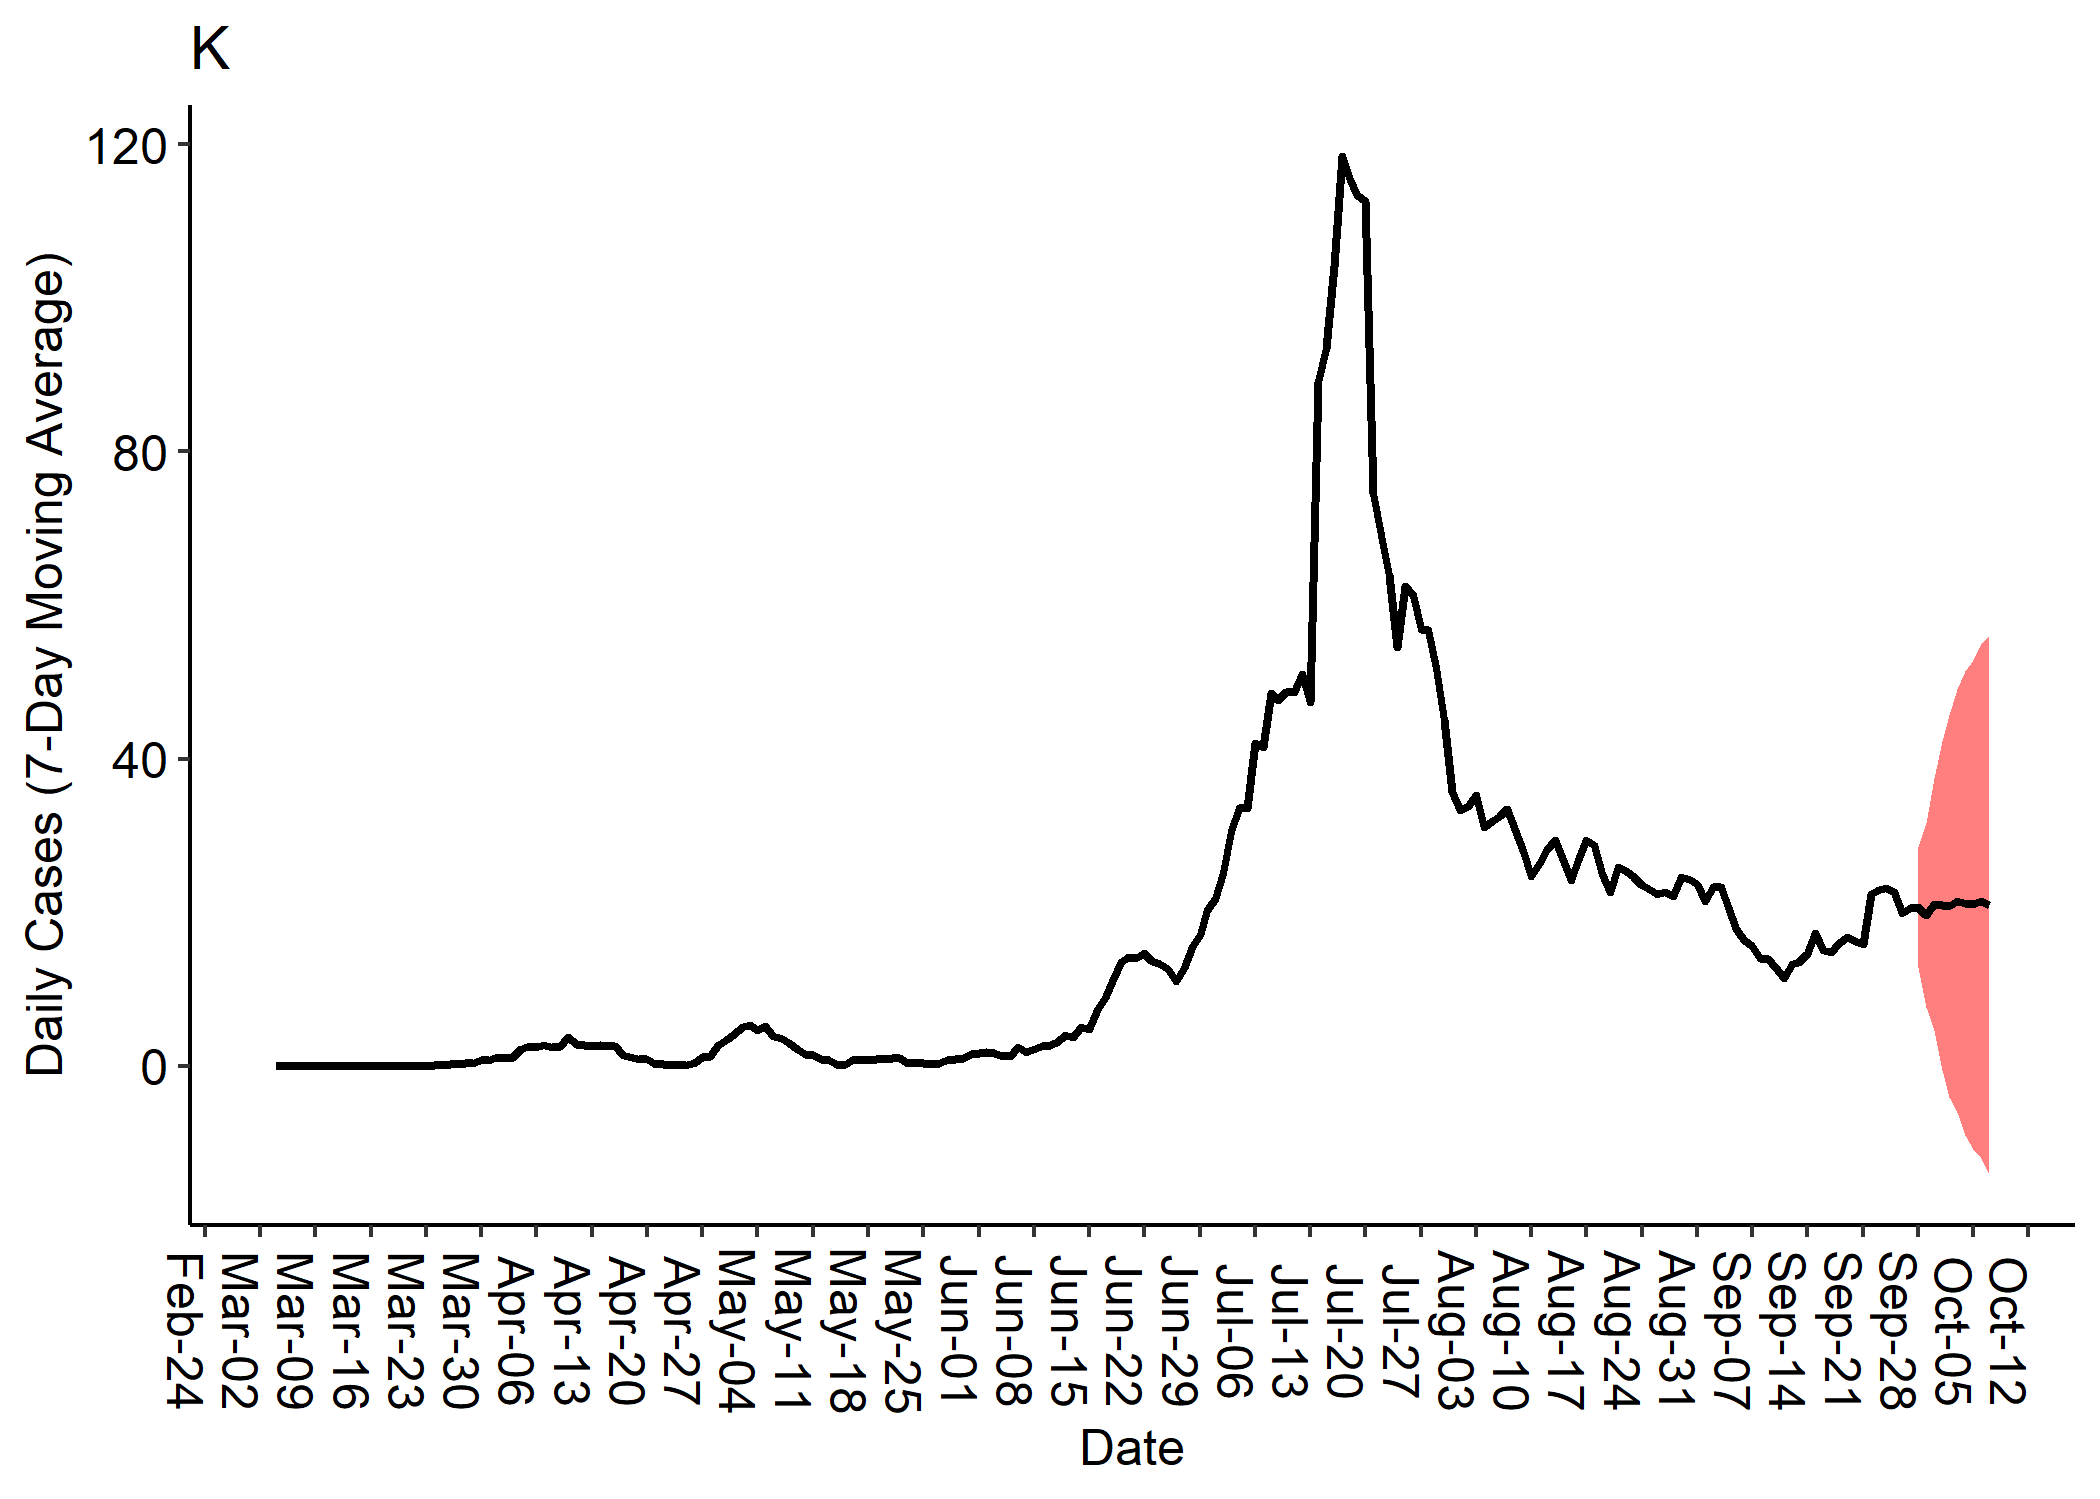 K
Daily Cases (7-Day Moving Average)
120
80
40
0
Feb-24
Mar-02
Mar-09
Mar-16
Mar-23
Mar-30
Apr-06
Apr-13
Apr-20
Apr-27
May-04
May-11
May-18
May-25
Jun-01
Jun-08
Jun-15
Jun-22
Jun-29
Jul-06
Jul-13
Jul-20
Jul-27
Aug-03
Aug-10
Aug-17
Aug-24
Aug-31
Sep-07
Sep-14
Sep-21
Sep-28
Oct-05
Oct-12
Date